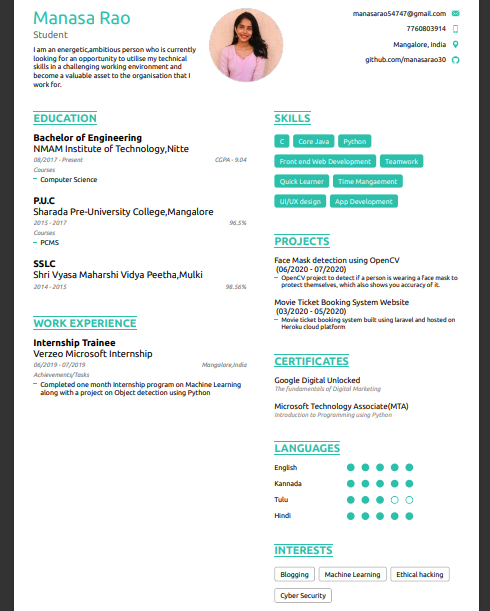 Manasa Rao
Student
I am an energetic,ambitious person who is currently
looking for an opportunity to utilise my technical
skills in a challenging working environment and
become a valuable asset to the organisation that I
work for.
manasarao54747@gmail.com
7760803914
Mangalore, India
github.com/manasarao30
EDUCATION
Bachelor of Engineering
NMAM Institute of Technology,Nitte
08/2017 - Present CGPA - 9.04
Courses
– Computer Science
P.U.C
Sharada Pre-University College,Mangalore
2015 - 2017 96.5%
Courses
– PCMS
SSLC
Shri Vyasa Maharshi Vidya Peetha,Mulki
2014 - 2015 98.56%
WORK EXPERIENCE
Internship Trainee
Verzeo Microsoft Internship
06/2019 - 07/2019 Mangalore,India
Achievements/Tasks
– Completed one month Internship program on Machine Learning
along with a project on Object detection using Python
SKILLS
C Core Java Python
Front end Web Development Teamwork
Quick Learner Time Mangaement
UI/UX design App Development
PROJECTS
Face Mask detection using OpenCV
(06/2020 - 07/2020)
– OpenCV project to detect if a person is wearing a face mask to
protect themselves, which also shows you accuracy of it.
Movie Ticket Booking System Website
(03/2020 - 05/2020)
– Movie ticket booking system built using laravel and hosted on
Heroku cloud platform
CERTIFICATES
Google Digital Unlocked
The fundamentals of Digital Marketing
Microsoft Technology Associate(MTA)
Introduction to Programming using Python
LANGUAGES
English
Kannada
Tulu
Hindi
INTERESTS
Blogging Machine Learning Ethical hacking
Cyber Security